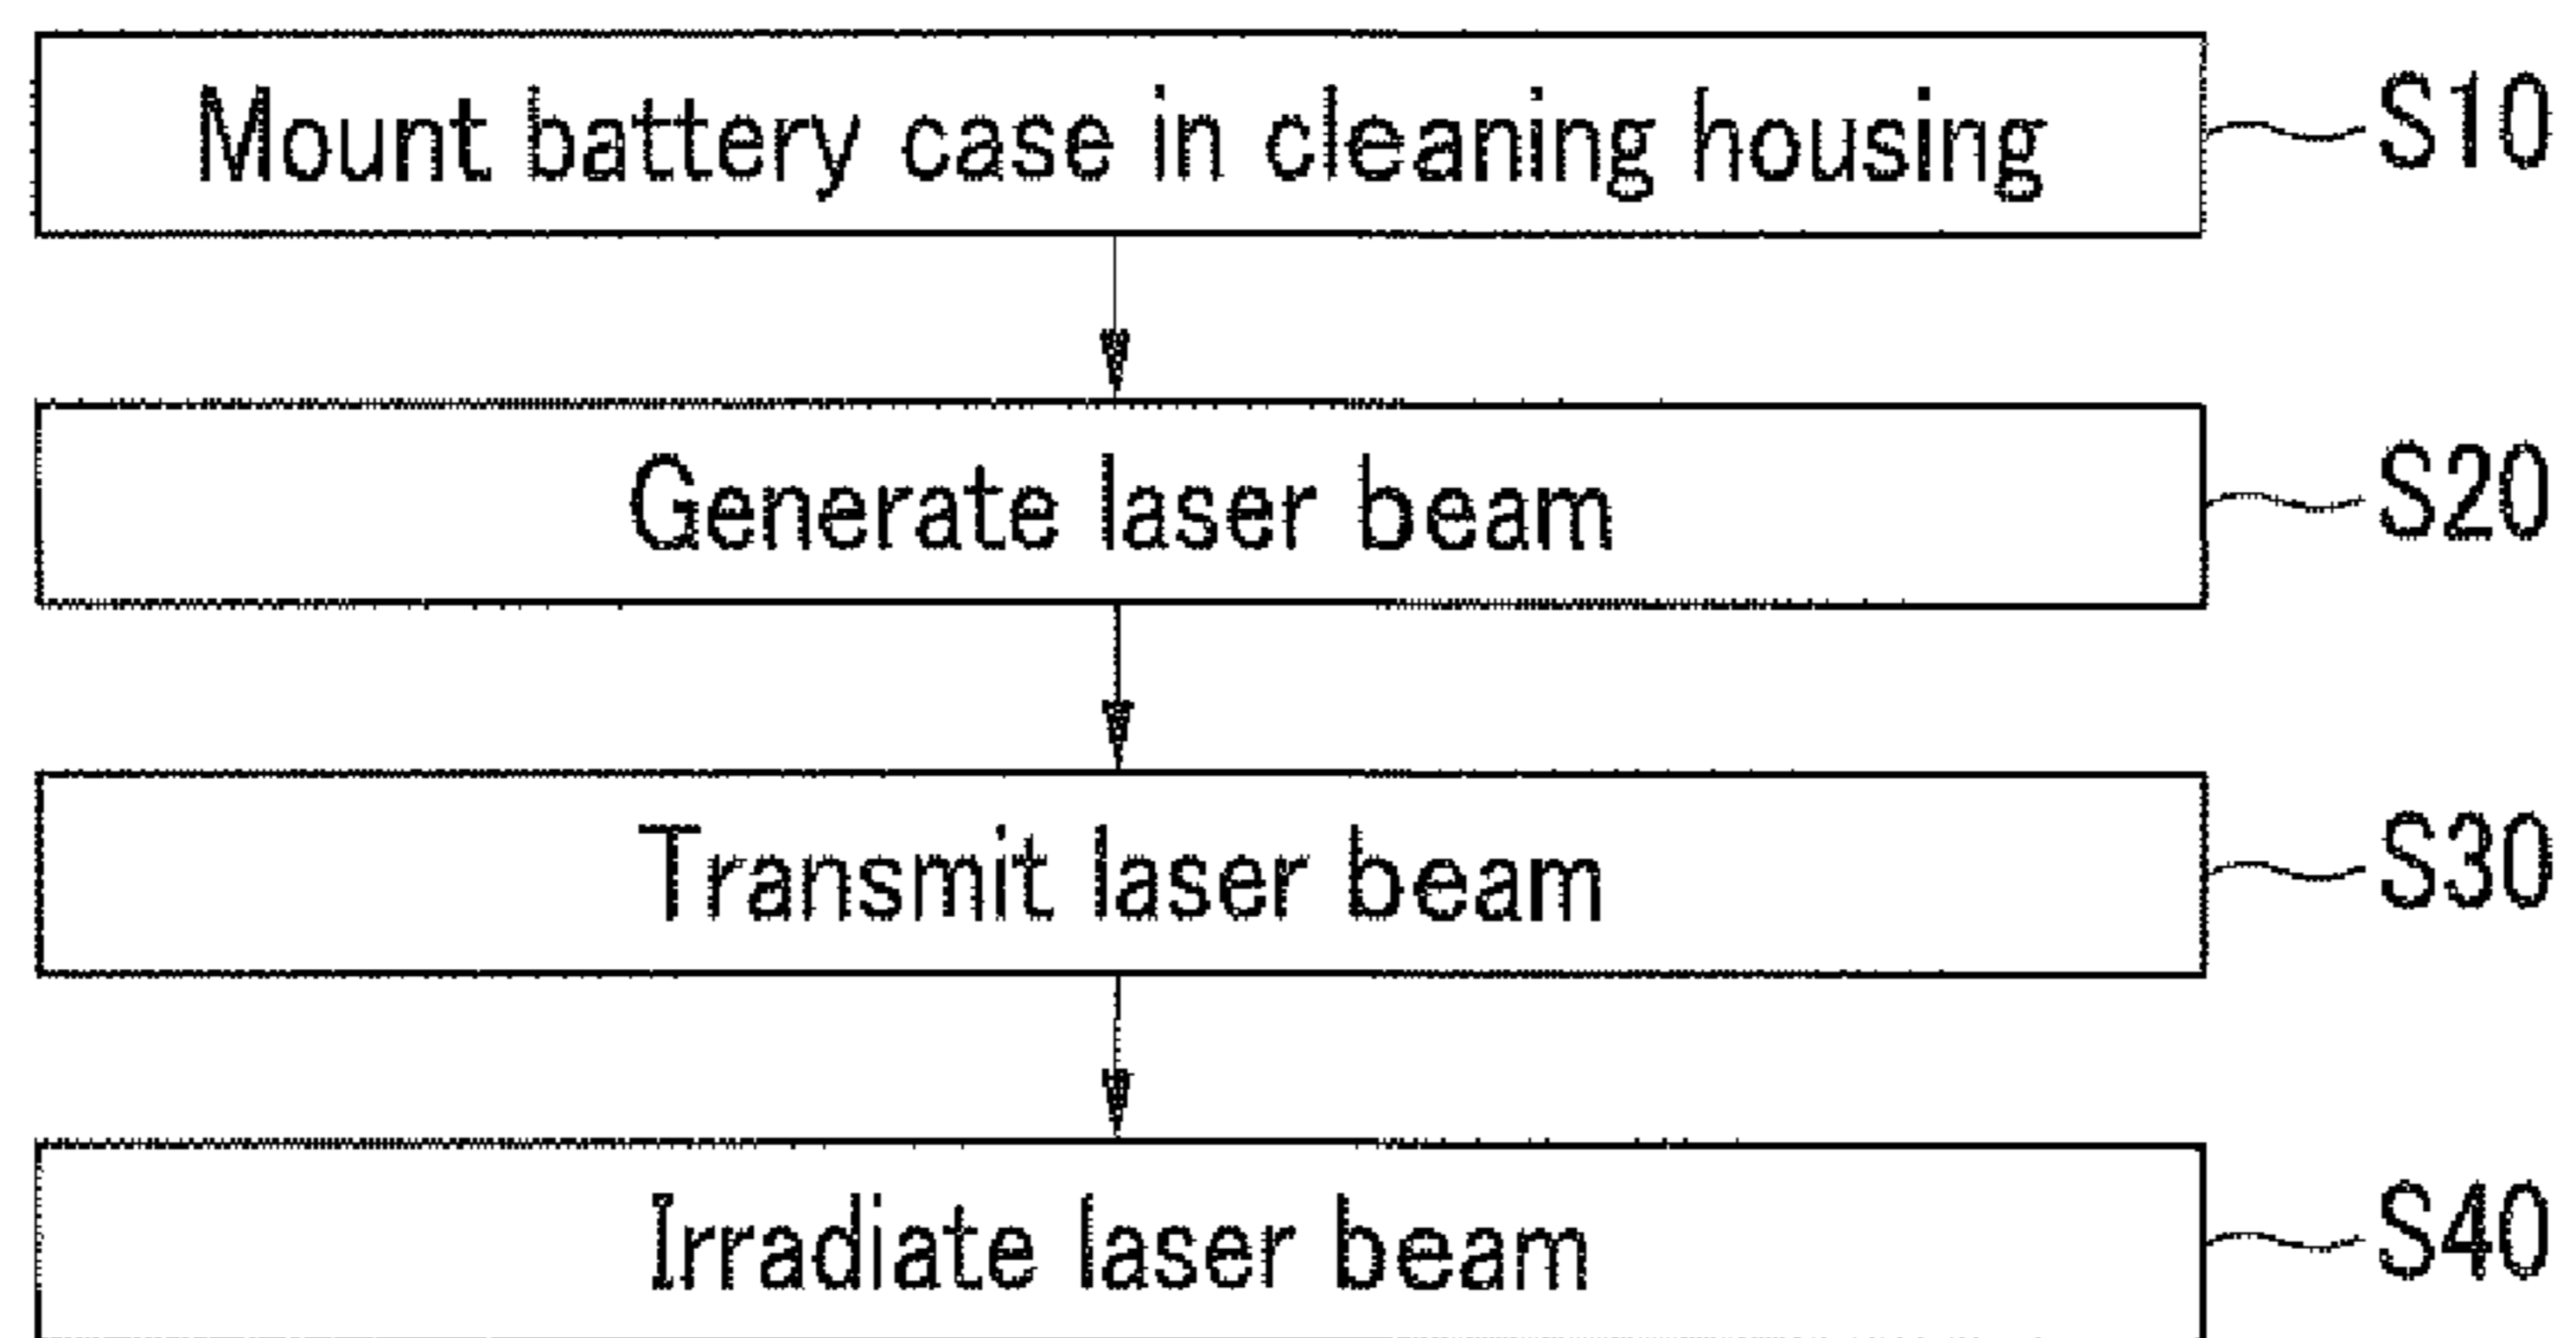 Mount battery case in cleaning housing S10
Generate laser beam S20
Transmit laser beam S30
Irradiate laser beam S40